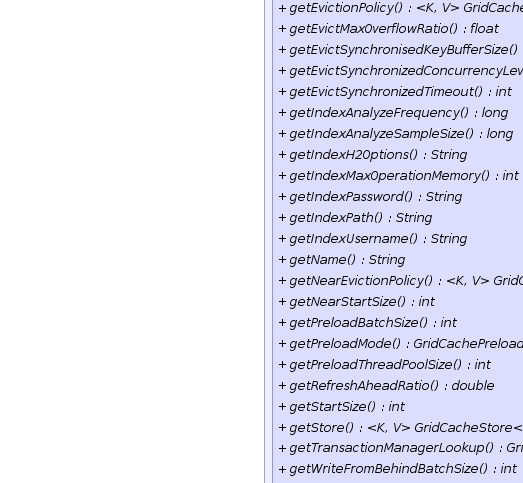 + getEvictionPolicy() : <K, V> GridCache
+ getEvictMaxOverflowRatio() : float
+ getEvictSynchronisedKeyBufferSize()
+ getEvictSynchronizedConcurrencyLev
+ getEvictSynchronizedTimeout() : int
+ getIndexAnalyzeFrequency() : long
+ getIndexAnalyzeSampleSize() : long
+ getIndexH2Options() : String
+ getIndexMaxOperationMemory() : int
+ getIndexPassword() : String
+ getIndexPath() : String
+ getIndexUsername() : String
+ getName() : String
+ getNearEvictionPolicy() : <K, V> GridC
+ getNearStartSize() : int
+ getPreloadBatchSize() : int
+ getPreloadMode() : GridCachePreload
+ getPreloadThreadPoolSize() : int
+ getRefreshAheadRatio() : double
+ getStartSize() : int
+ getStore() : <K, V> GridCacheStore<
+ getTransactionManagerLookup() : Gri
+ getWriteFromBehindBatchSize() : int